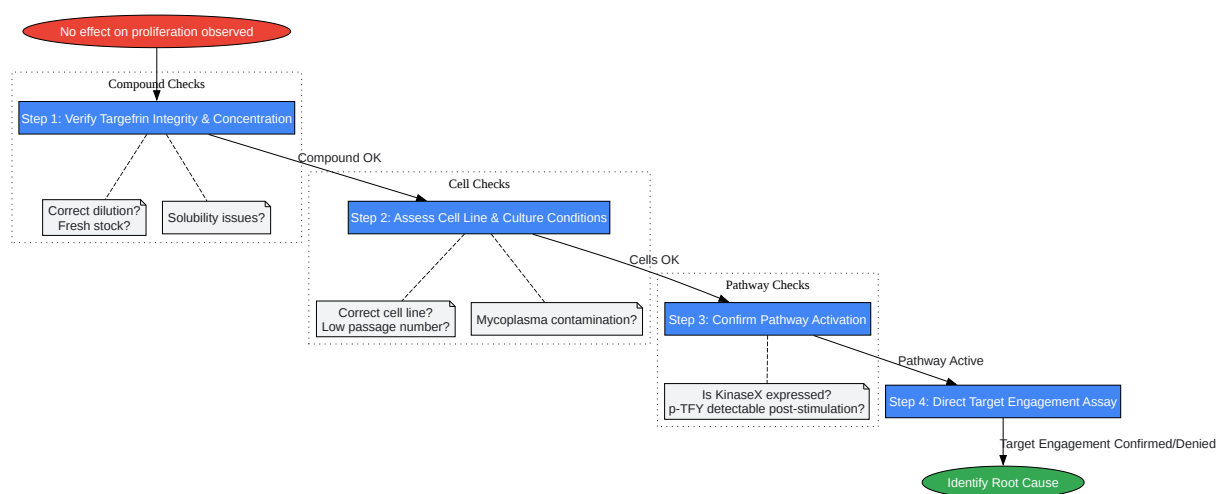 No effect on proliferation observed
Compound Checks
Step 1: Verify Targefrin Integrity & Concentration
Compound OK
Correct dilution?
Fresh stock?
Solubility issues?
Cell Checks
Step 2: Assess Cell Line & Culture Conditions
Cells OK
Correct cell line?
Low passage number?
Mycoplasma contamination?
Pathway Checks
Step 3: Confirm Pathway Activation
Pathway Active
Is KinaseX expressed?
p-TFY detectable post-stimulation?
Step 4: Direct Target Engagement Assay
Target Engagement Confirmed/Denied
Identify Root Cause